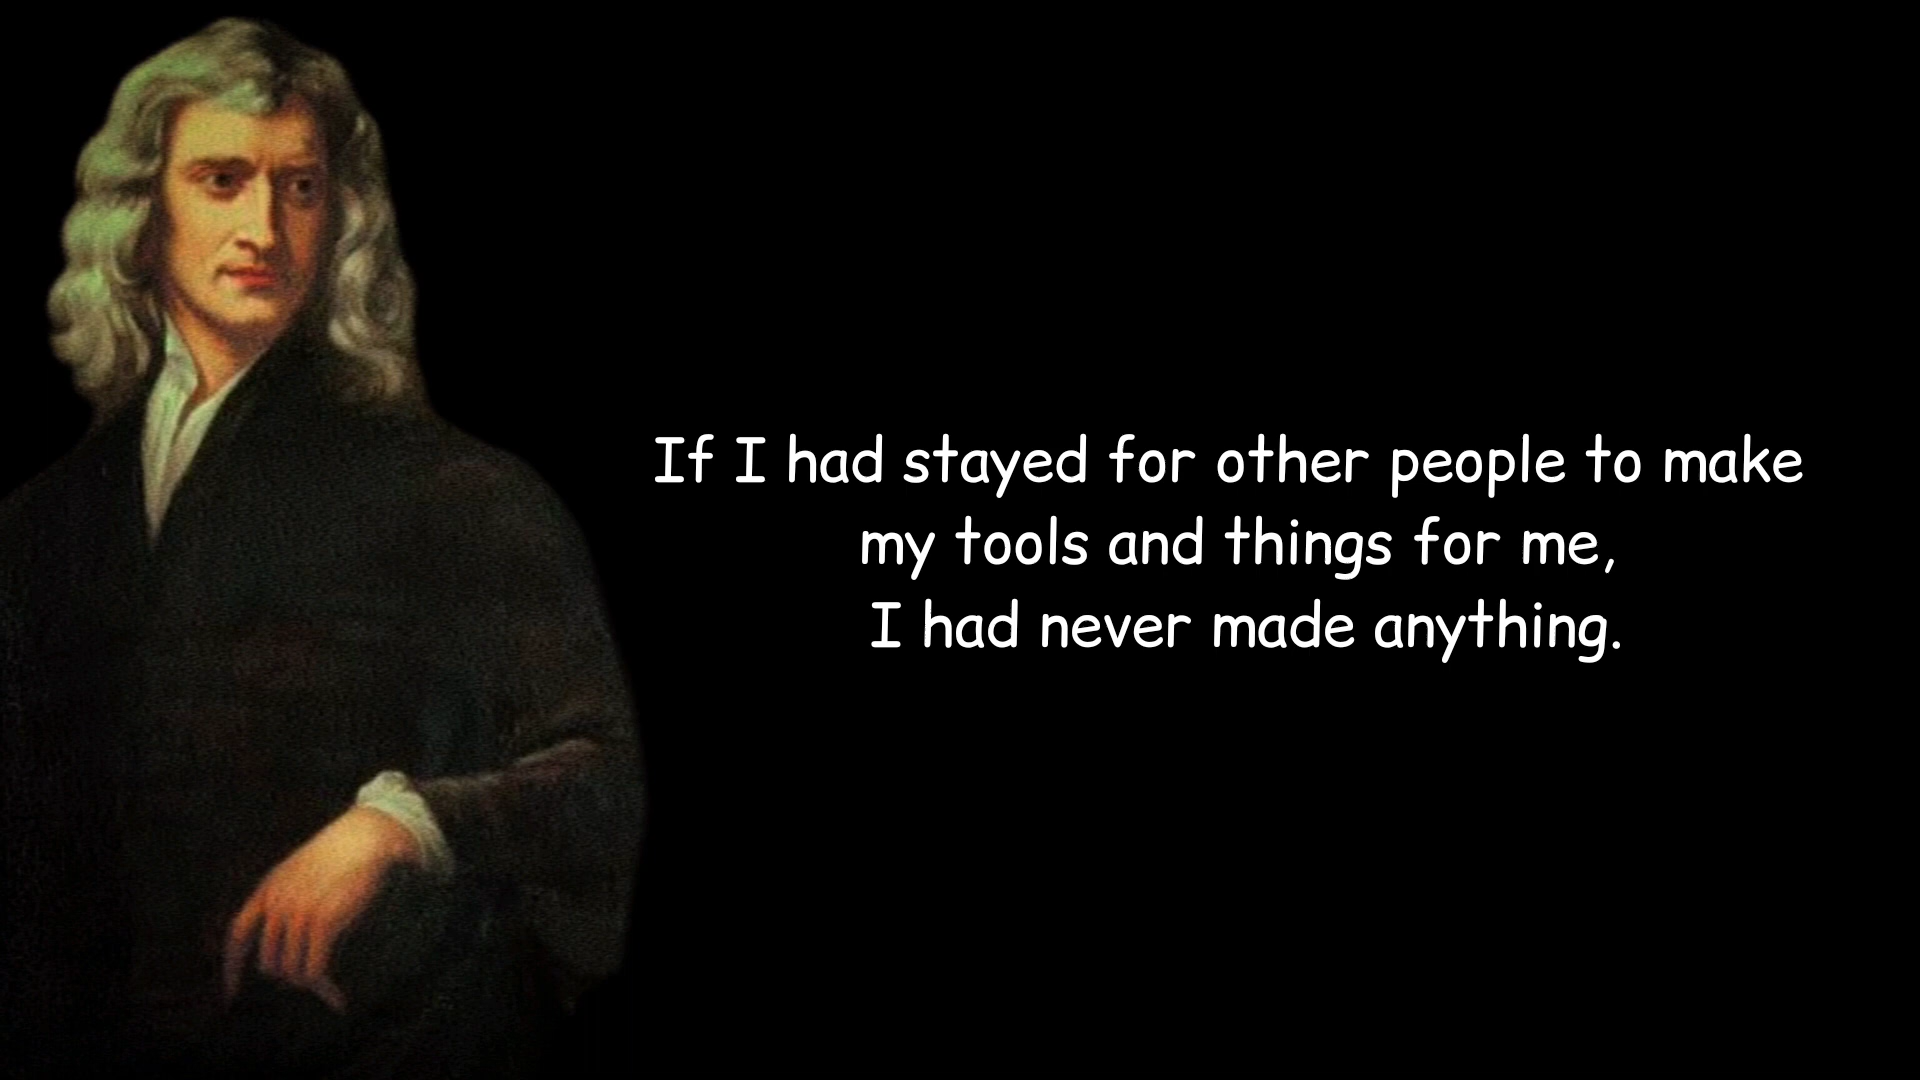 If I had stayed for other people to make
my tools and things for me,
I had never made anything.